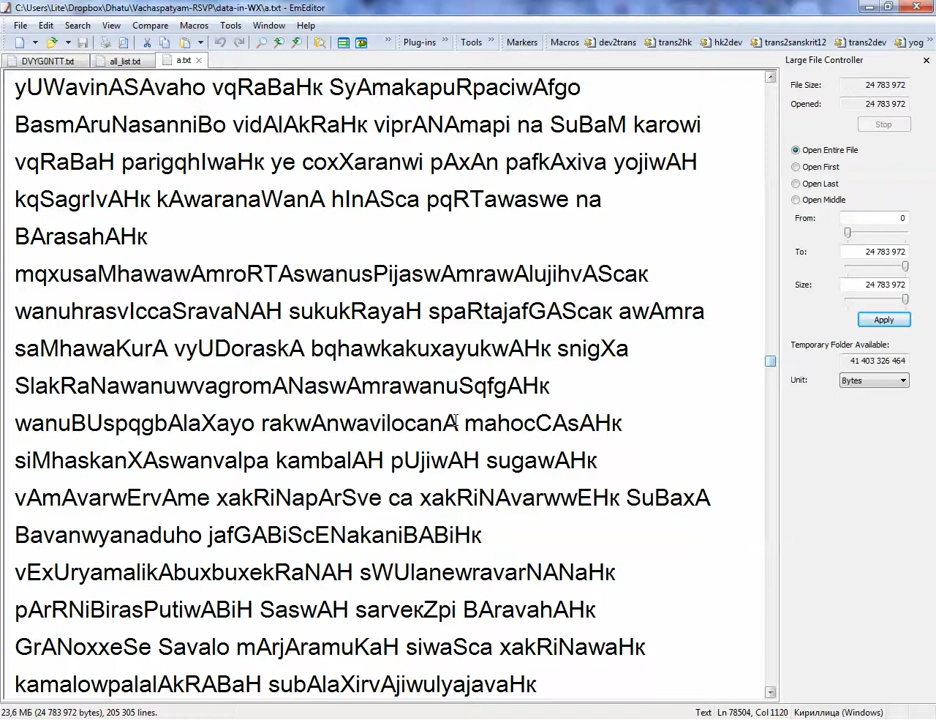 C:\Users\Lite\Dropbox\Dhatu\Vachaspatyam-RSVP\data-in-WX\a.txt - EmEditor
File Edit Search View Compare Macros Tools Window Help
» Plug-ins » Tools » Markers Macros dev2trans trans2hk hk2dev trans2sanskrit12 trans2dev yog »
DVYG0NTT.txt all_list.txt a.txt
yUWavinASAvaho vqRaBaHк SyAmakapuRpaciwAfgo
BasmAruNasanniBo vidAlAkRaHк viprANAmapi na SuBaM karowi
vqRaBaH parigqhIwaHк ye coxXaranwi pAxAn pafkAxiva yojiwAH
kqSagrIvAHк kAwaranaWanA hInASca pqRTawaswe na
BArasahAHк
mqxusaMhawawAmroRTAswanusPijaswAmrawAlujihvAScaк
wanuhrasvIccaSravaNAH sukukRayaH spaRtajafGAScaк awAmra
saMhawaKurA vyUDoraskA bqhawkakuxayukwAHк snigXa
SlakRaNawanuwvagromANaswAmrawanuSqfgAHк
wanuBUspqgbAlaXayo rakwAnwavilocanA mahocCAsAHк
siMhaskanXAswanvalpa kambalAH pUjiwAH sugawAHк
vAmAvarwErvAme xakRiNapArSve ca xakRiNAvarwwEHк SuBaxA
Bavanwyanaduho jafGABiScENakaniBABiHк
vExUryamalikAbuxbuxekRaNAH sWUlanewravarNANaHк
pArRNiBirasPutiwABiH SaswAH sarveкZpi BAravahAHк
GrANoxxeSe Savalo mArjAramuKaH siwaSca xakRiNawaHк
kamalowpalalAkRABaH subAlaXirvAjiwulyajavaHк
Large File Controller
File Size: 24 783 972
Opened: 24 783 972
Stop
Open Entire File
Open First
Open Last
Open Middle
From: 0
To: 24 783 972
Size: 24 783 972
Apply
Temporary Folder Available:
41 403 326 464
Unit: Bytes
23,6 МБ (24 783 972 bytes), 205 305 lines. Text Ln 78504, Col 1120 Кириллица (Windows)